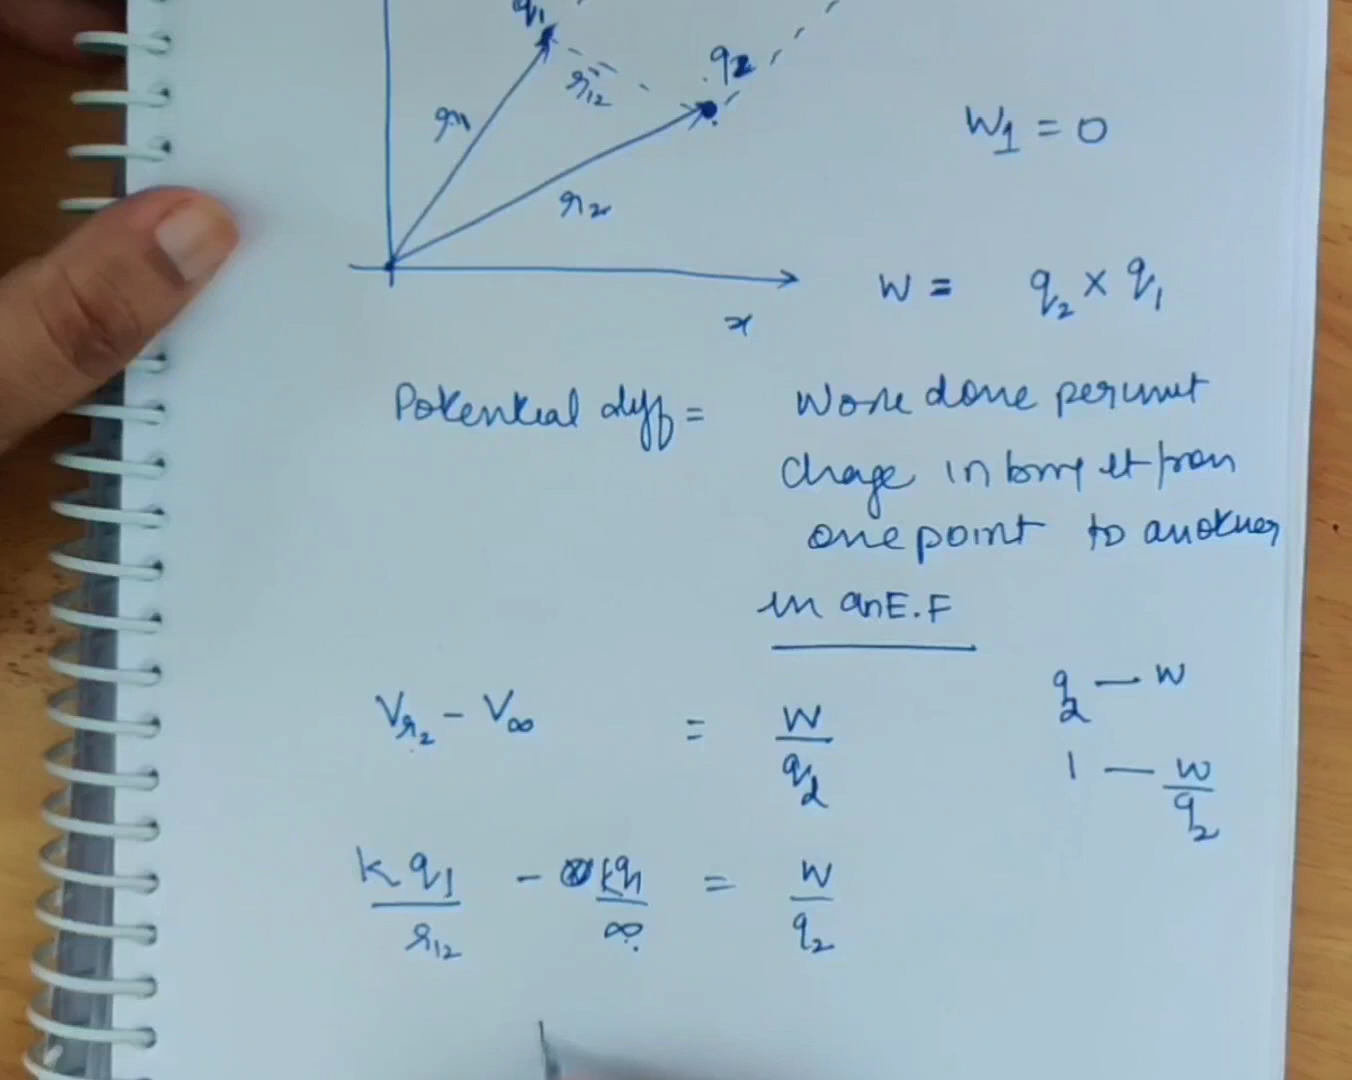 q1
q2
r12
r1
W1 = 0
r2
W = q2 × q1
x
Potential diff = Work done per unit
charge in bring it from
one point to another
in an E.F
Vr2 - V∞ = W/q2
q2 — W
1 — W/q2
kq1/r12 - kq1/∞ = W/q2